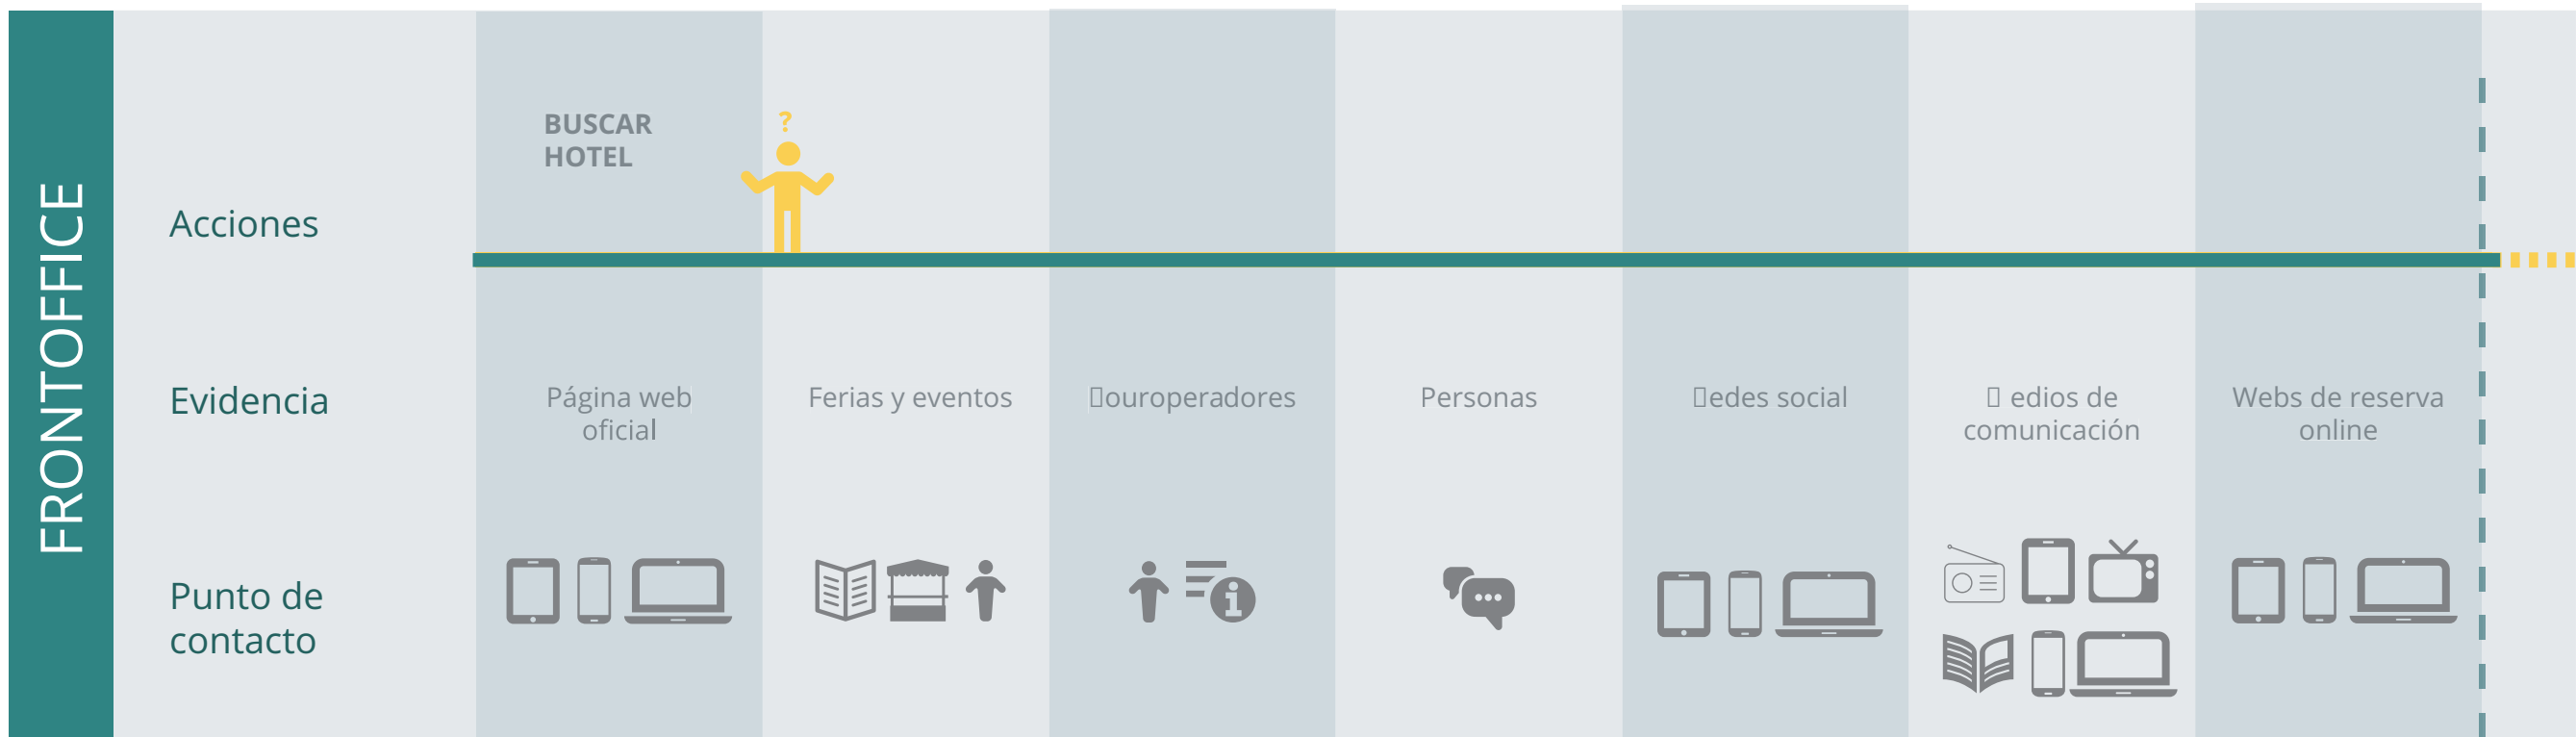 FRONTOFFICE
BUSCAR
HOTEL
?
Acciones
Evidencia
Página web
oficial
Ferias y eventos
▯ouroperadores
Personas
▯edes social
▯ edios de
comunicación
Webs de reserva
online
Punto de
contacto